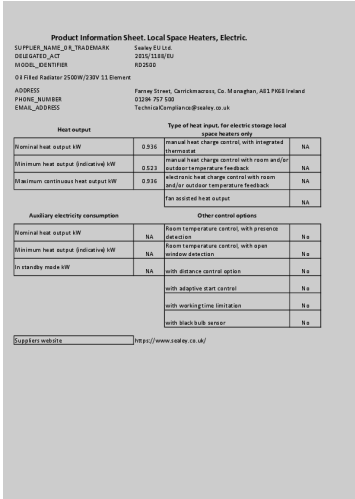 Product Information Sheet. Local Space Heaters, Electric.
SUPPLIER_NAME_OR_TRADEMARK Sealey EU Ltd.
DELEGATED_ACT 2015/1188/EU
MODEL_IDENTIFIER RD2500
Oil Filled Radiator 2500W/230V 11 Element
ADDRESS Farney Street, Carrickmacross, Co. Monaghan, A81 PK68 Ireland
PHONE_NUMBER 01284 757 500
EMAIL_ADDRESS TechnicalCompliance@sealey.co.uk
Heat output
Type of heat input, for electric storage local
space heaters only
Nominal heat output kW 0.936
manual heat charge control, with integrated
thermostat NA
Minimum heat output (indicative) kW 0.523
manual heat charge control with room and/or
outdoor temperature feedback NA
Maximum continuous heat output kW 0.936
electronic heat charge control with room
and/or outdoor temperature feedback NA
fan assisted heat output NA
Auxiliary electricity consumption Other control options
Nominal heat output kW NA
Room temperature control, with presence
detection No
Minimum heat output (indicative) kW NA
Room temperature control, with open
window detection No
In standby mode kW NA
with distance control option No
with adaptive start control No
with working time limitation No
with black bulb sensor No
Suppliers website https://www.sealey.co.uk/